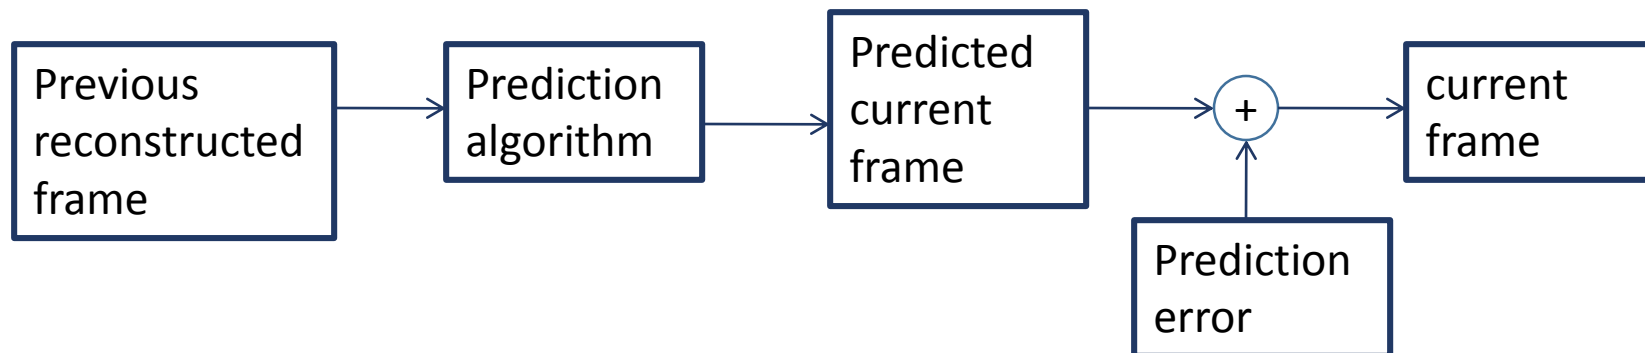 Previous
reconstructed
frame
Prediction
algorithm
Predicted
current
frame
+
Prediction
error
current
frame